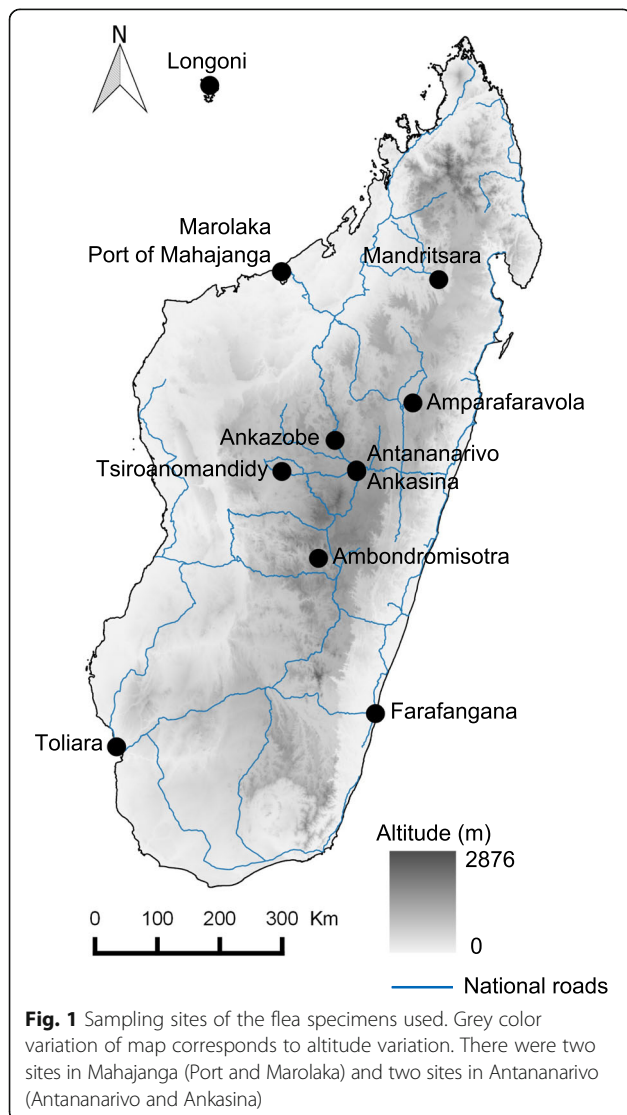 N
Longoni
Marolaka
Port of Mahajanga
Mandritsara
Amparafaravola
Ankazobe
Antananarivo
Tsiroanomandidy
Ankasina
Ambondromisotra
Farafangana
Toliara
Altitude (m)
2876
0
0 100 200 300 Km
National roads
Fig. 1 Sampling sites of the flea specimens used. Grey color
variation of map corresponds to altitude variation. There were two
sites in Mahajanga (Port and Marolaka) and two sites in Antananarivo
(Antananarivo and Ankasina)